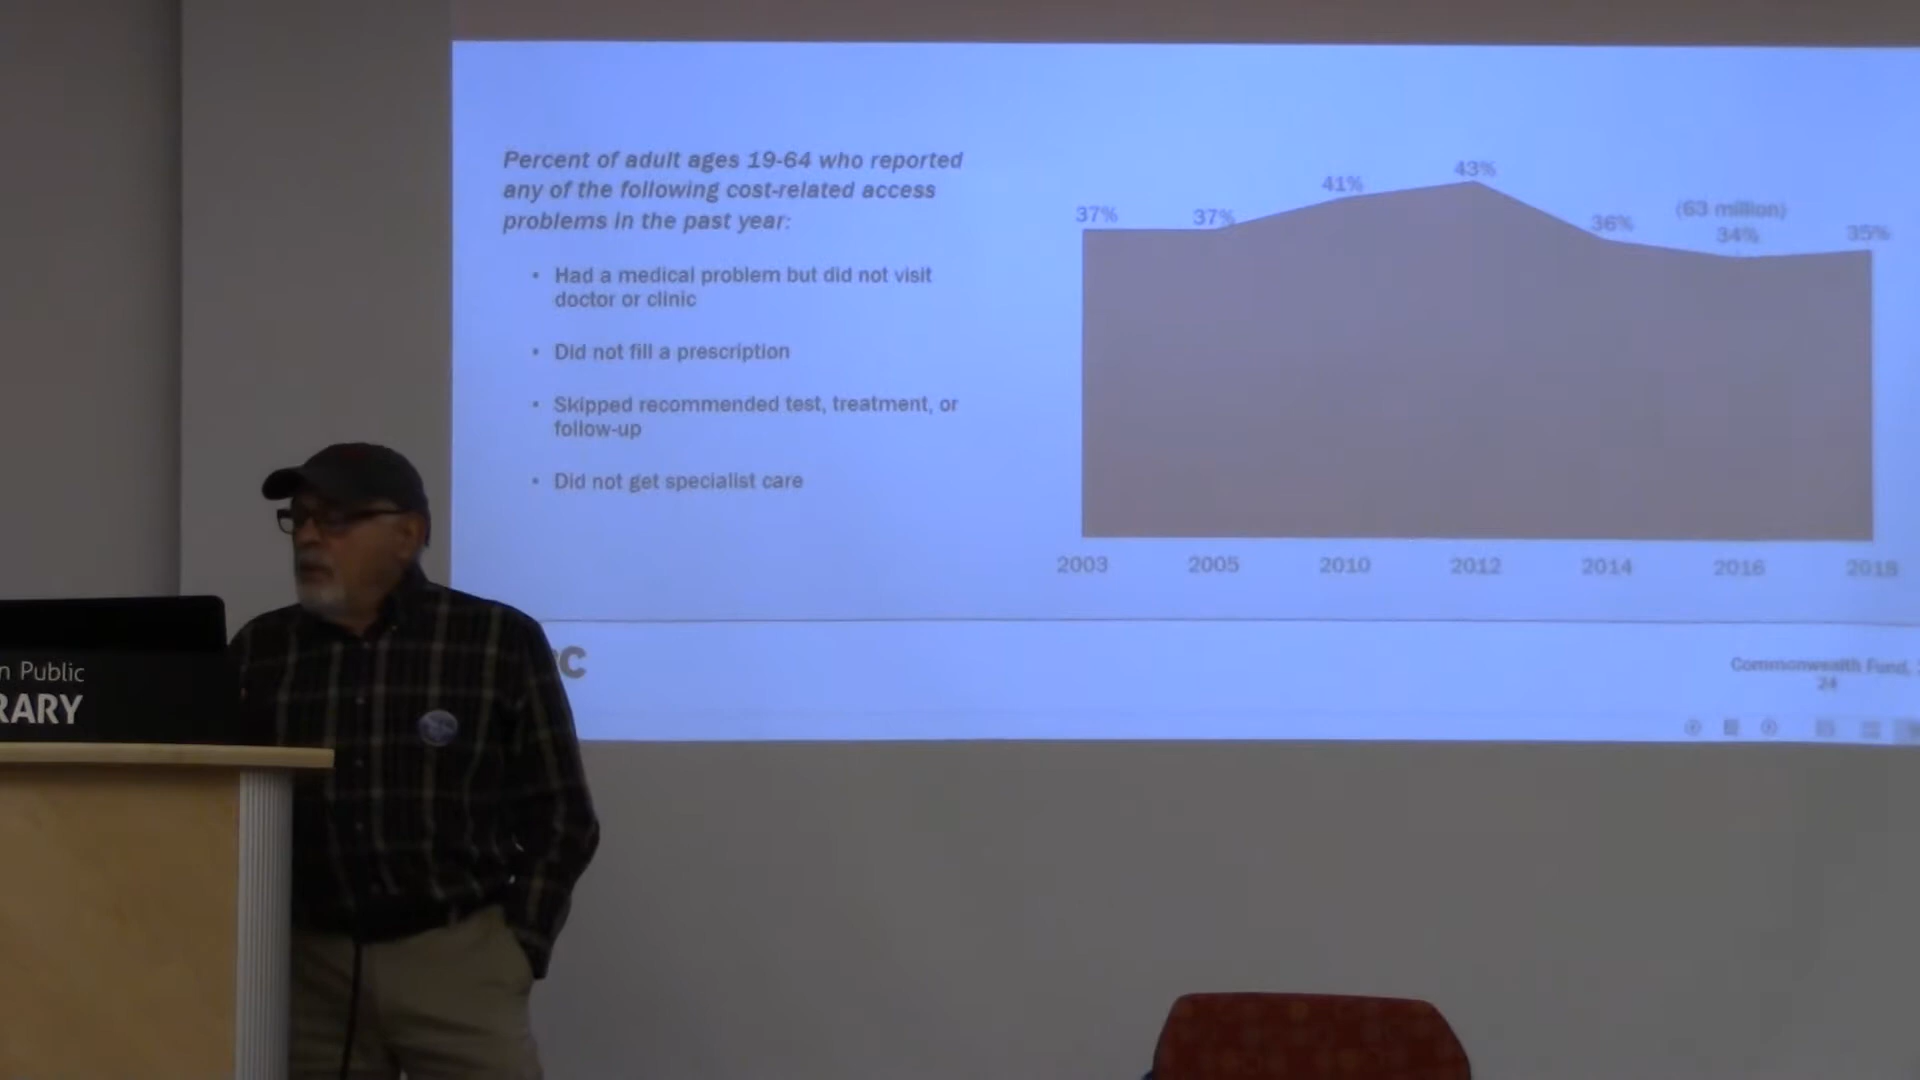 Percent of adult ages 19-64 who reported
any of the following cost-related access
problems in the past year:
• Had a medical problem but did not visit
doctor or clinic
• Did not fill a prescription
• Skipped recommended test, treatment, or
follow-up
• Did not get specialist care
37%
37%
41%
43%
36%
(63 million)
34%
35%
2003
2005
2010
2012
2014
2016
2018
Commonwealth Fund,
24
n Public
RARY